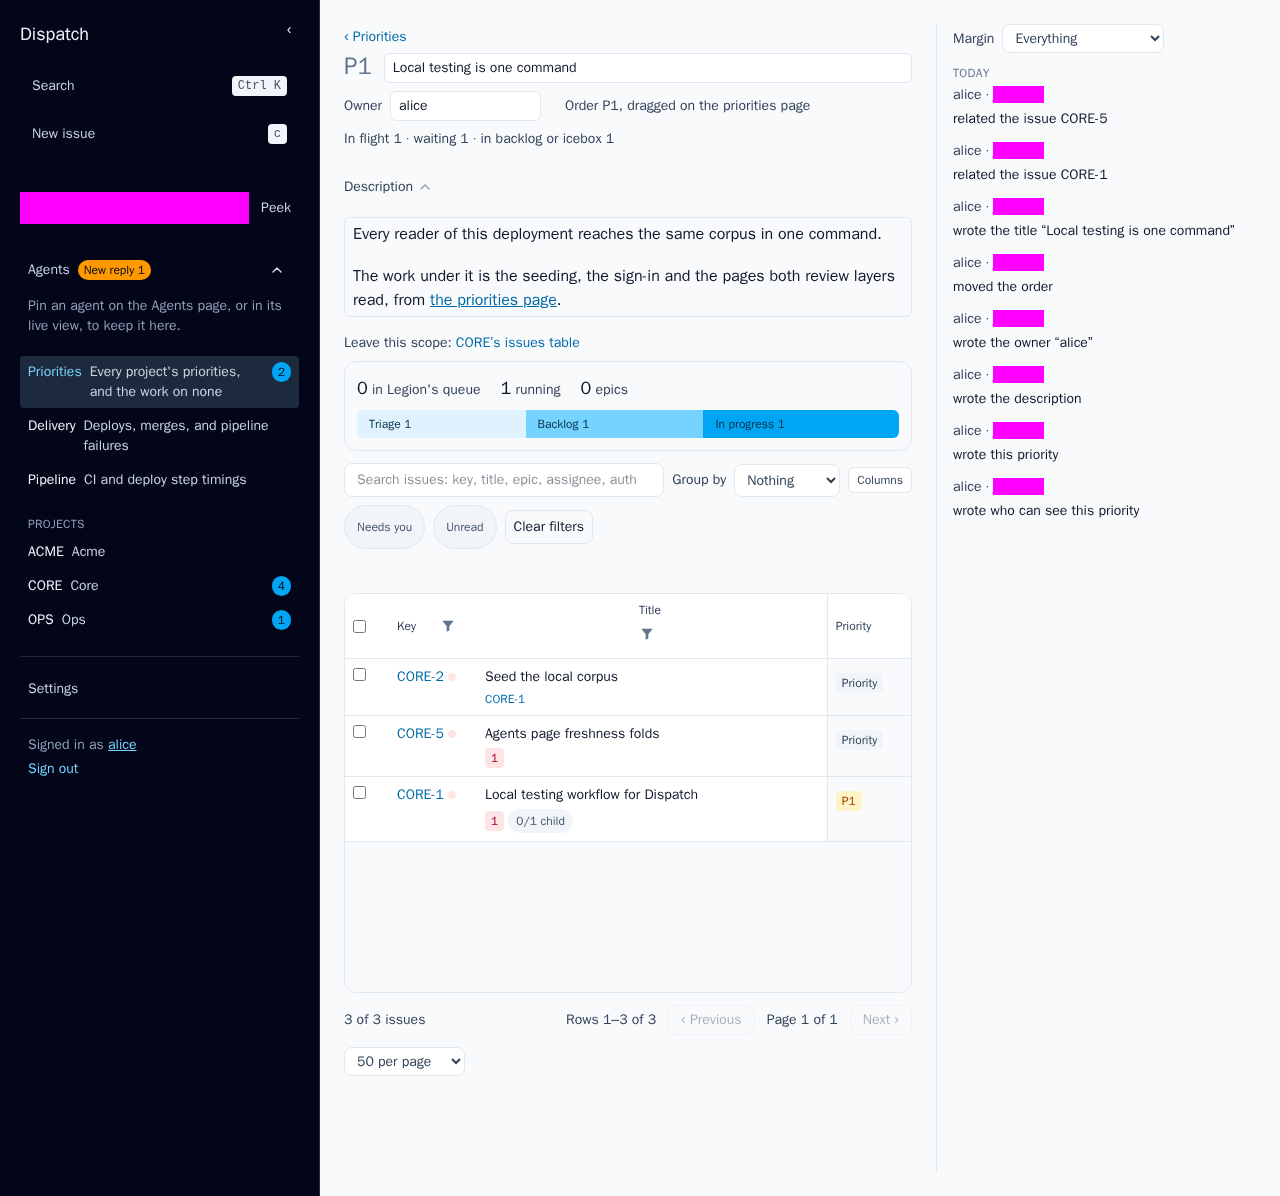 Dispatch
‹
Search
Ctrl K
New issue
C
Peek
Agents
New reply 1
Pin an agent on the Agents page, or in its
live view, to keep it here.
Priorities
Every project's priorities,
and the work on none
2
Delivery
Deploys, merges, and pipeline
failures
Pipeline
CI and deploy step timings
PROJECTS
ACME Acme
CORE Core
4
OPS Ops
1
Settings
Signed in as alice
Sign out
‹ Priorities
P1
Local testing is one command
Owner
alice
Order P1, dragged on the priorities page
In flight 1 · waiting 1 · in backlog or icebox 1
Description
Every reader of this deployment reaches the same corpus in one command.
The work under it is the seeding, the sign-in and the pages both review layers
read, from the priorities page.
Leave this scope: CORE's issues table
0 in Legion's queue
1 running
0 epics
Triage 1
Backlog 1
In progress 1
Search issues: key, title, epic, assignee, auth
Group by
Nothing
Columns
Needs you
Unread
Clear filters
Key
Title
Priority
CORE-2
Seed the local corpus
CORE-1
Priority
CORE-5
Agents page freshness folds
1
Priority
CORE-1
Local testing workflow for Dispatch
1
0/1 child
P1
3 of 3 issues
Rows 1–3 of 3
‹ Previous
Page 1 of 1
Next ›
50 per page
Margin
Everything
TODAY
alice ·
related the issue CORE-5
alice ·
related the issue CORE-1
alice ·
wrote the title “Local testing is one command”
alice ·
moved the order
alice ·
wrote the owner “alice”
alice ·
wrote the description
alice ·
wrote this priority
alice ·
wrote who can see this priority